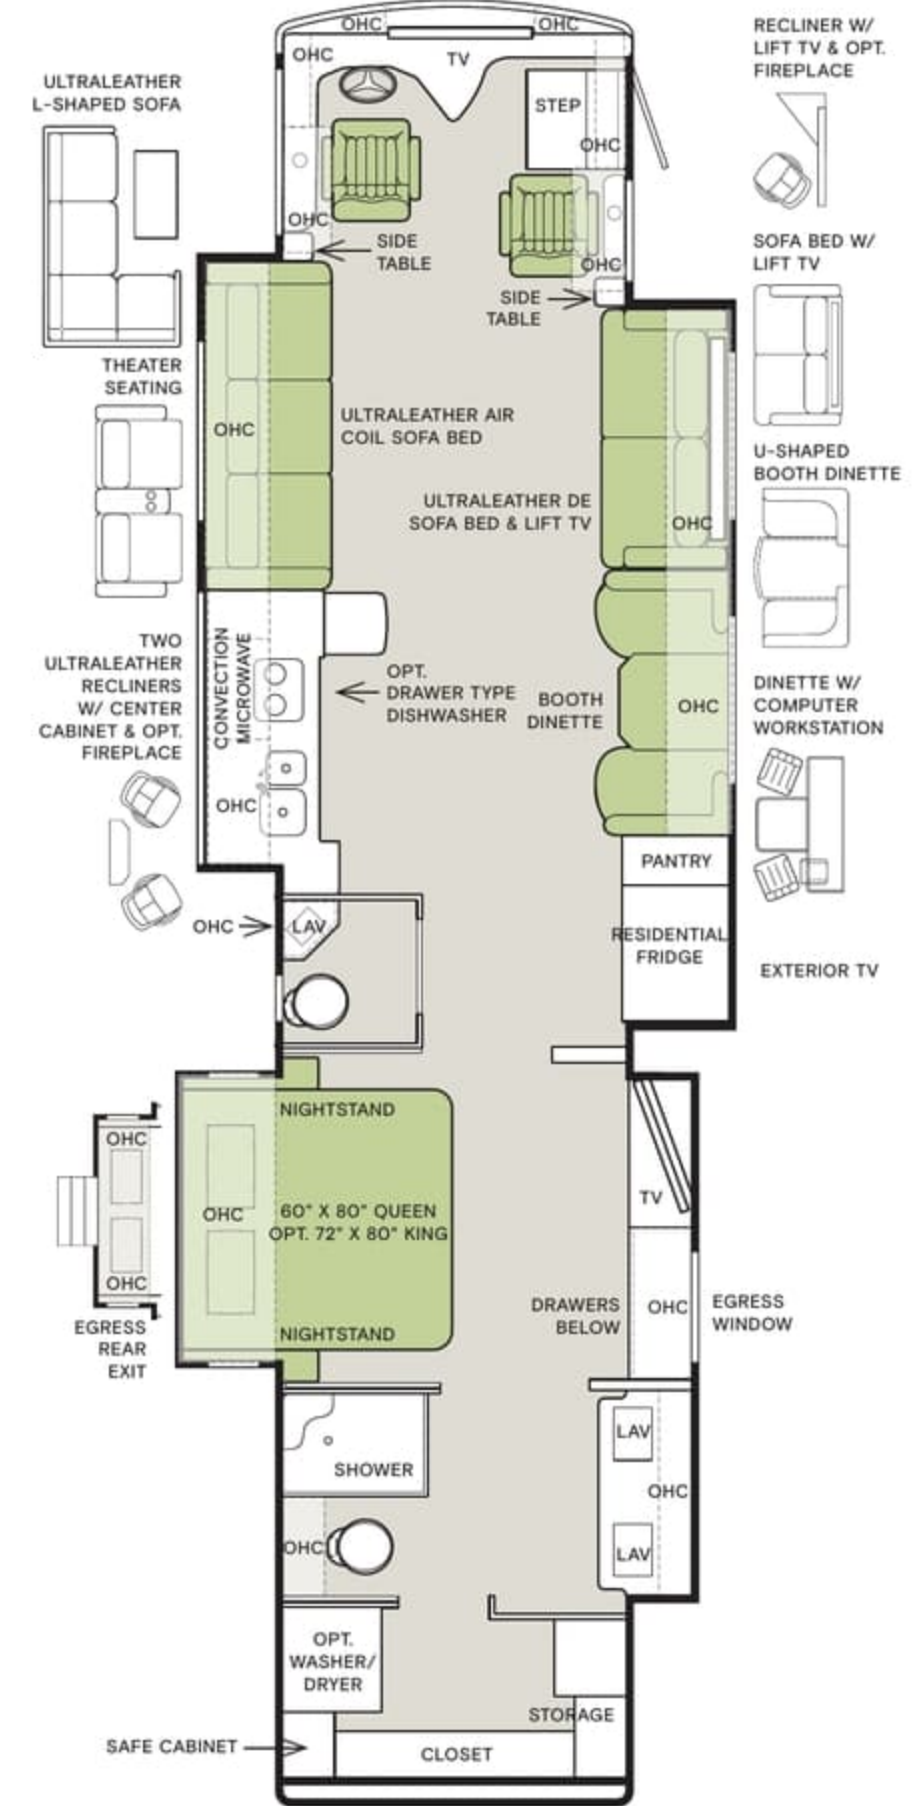 OHC
OHC
OHC
TV
RECLINER W/
LIFT TV & OPT.
FIREPLACE
ULTRALEATHER
L-SHAPED SOFA
STEP
OHC
OHC
SIDE
TABLE
OHC
SIDE
TABLE
SOFA BED W/
LIFT TV
THEATER
SEATING
OHC
ULTRALEATHER AIR
COIL SOFA BED
ULTRALEATHER DE
SOFA BED & LIFT TV
OHC
U-SHAPED
BOOTH DINETTE
TWO
ULTRALEATHER
RECLINERS
W/ CENTER
CABINET & OPT.
FIREPLACE
CONVECTION
MICROWAVE
OPT.
DRAWER TYPE
DISHWASHER
BOOTH
DINETTE
OHC
DINETTE W/
COMPUTER
WORKSTATION
OHC
PANTRY
OHC
LAV
RESIDENTIAL
FRIDGE
EXTERIOR TV
NIGHTSTAND
OHC
OHC
60" X 80" QUEEN
OPT. 72" X 80" KING
TV
OHC
NIGHTSTAND
EGRESS
REAR
EXIT
DRAWERS
BELOW
OHC
EGRESS
WINDOW
SHOWER
LAV
OHC
LAV
OHC
OPT.
WASHER/
DRYER
STORAGE
SAFE CABINET
CLOSET